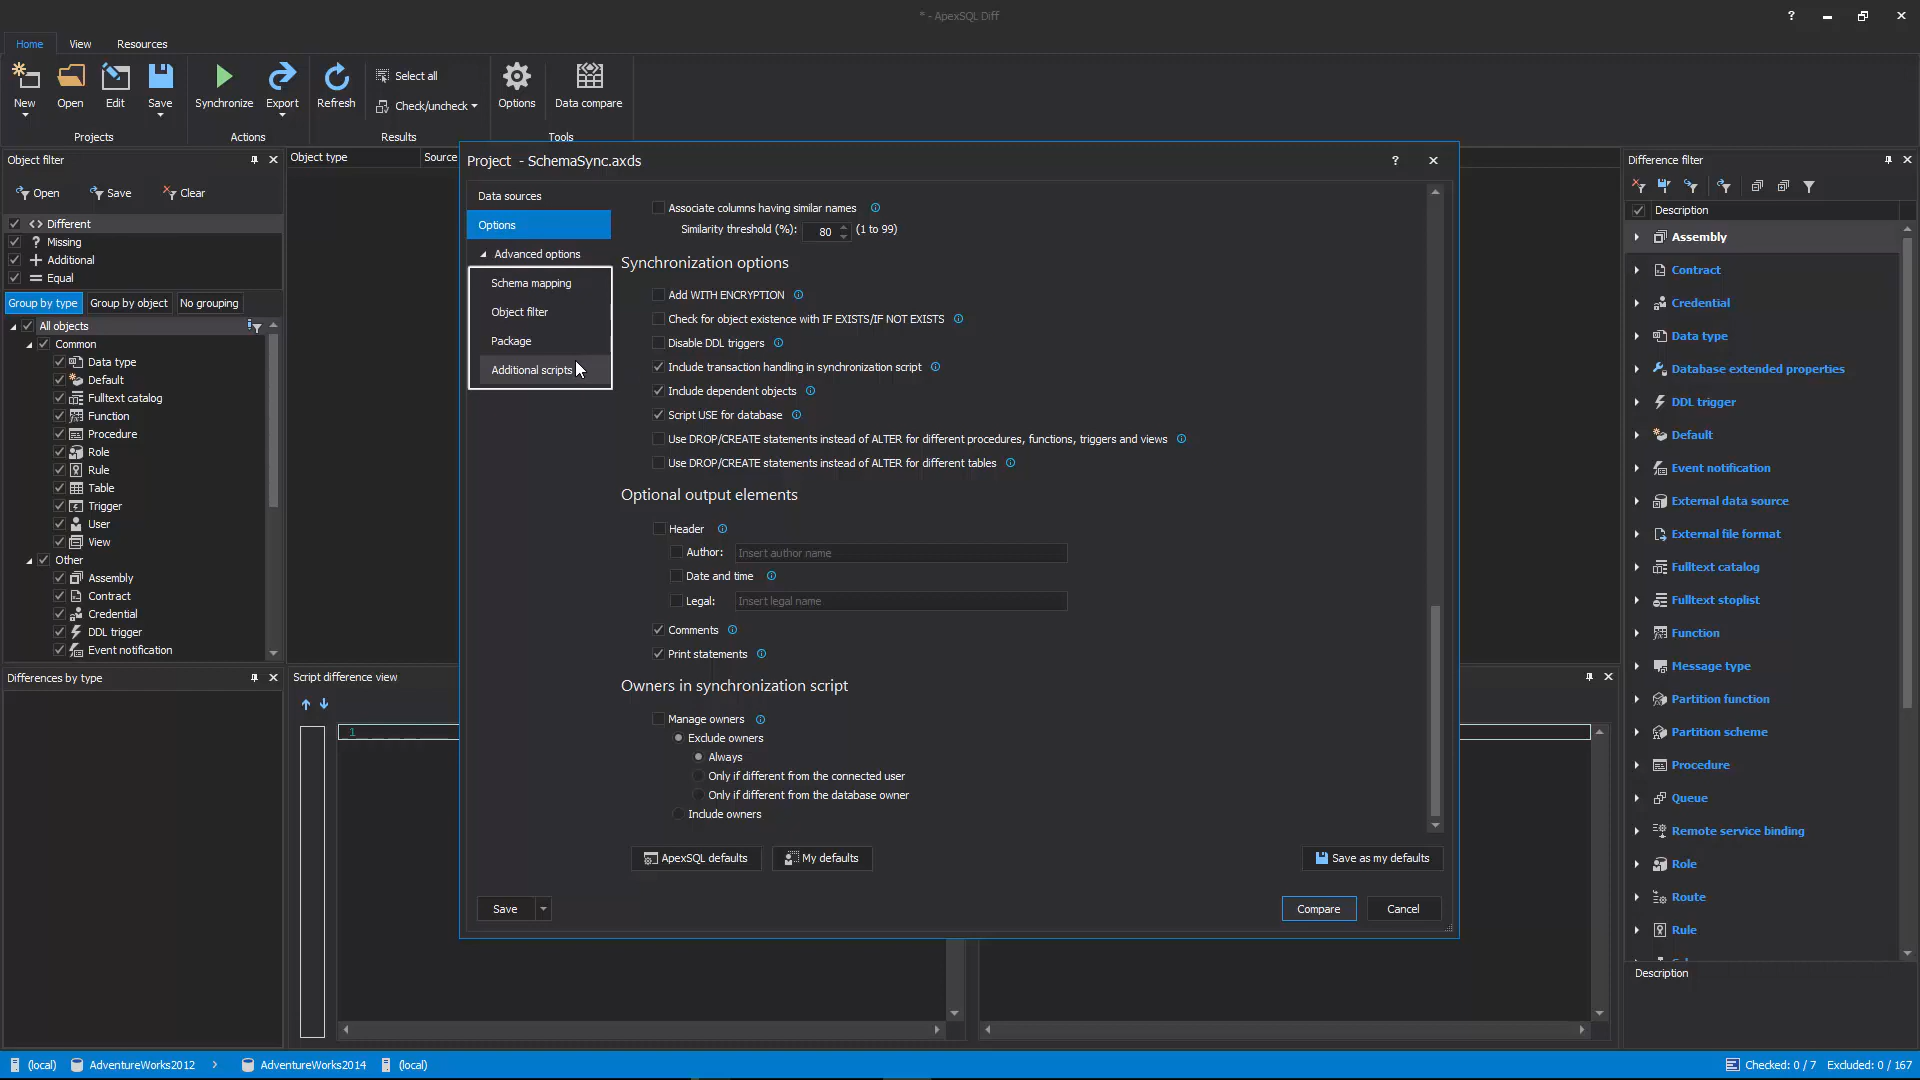 * - ApexSQL Diff
?
Home View Resources
New Open Edit Save Synchronize Export Refresh
Select all
Check/uncheck
Options Data compare
Projects Actions Results Tools
Object filter
Open Save Clear
Different
Missing
Additional
Equal
Group by type Group by object No grouping
All objects
Common
Data type
Default
Fulltext catalog
Function
Procedure
Role
Rule
Table
Trigger
User
View
Other
Assembly
Contract
Credential
DDL trigger
Event notification
Differences by type
Object type Source
Script difference view
1
Project - SchemaSync.axds
?
Data sources
Options
Advanced options
Schema mapping
Object filter
Package
Additional scripts
Associate columns having similar names
Similarity threshold (%): 80 (1 to 99)
Synchronization options
Add WITH ENCRYPTION
Check for object existence with IF EXISTS/IF NOT EXISTS
Disable DDL triggers
Include transaction handling in synchronization script
Include dependent objects
Script USE for database
Use DROP/CREATE statements instead of ALTER for different procedures, functions, triggers and views
Use DROP/CREATE statements instead of ALTER for different tables
Optional output elements
Header
Author: Insert author name
Date and time
Legal: Insert legal name
Comments
Print statements
Owners in synchronization script
Manage owners
Exclude owners
Always
Only if different from the connected user
Only if different from the database owner
Include owners
ApexSQL defaults My defaults Save as my defaults
Save Compare Cancel
Difference filter
Description
Assembly
Contract
Credential
Data type
Database extended properties
DDL trigger
Default
Event notification
External data source
External file format
Fulltext catalog
Fulltext stoplist
Function
Message type
Partition function
Partition scheme
Procedure
Queue
Remote service binding
Role
Route
Rule
Description
(local) AdventureWorks2012 AdventureWorks2014 (local)
Checked: 0 / 7 Excluded: 0 / 167